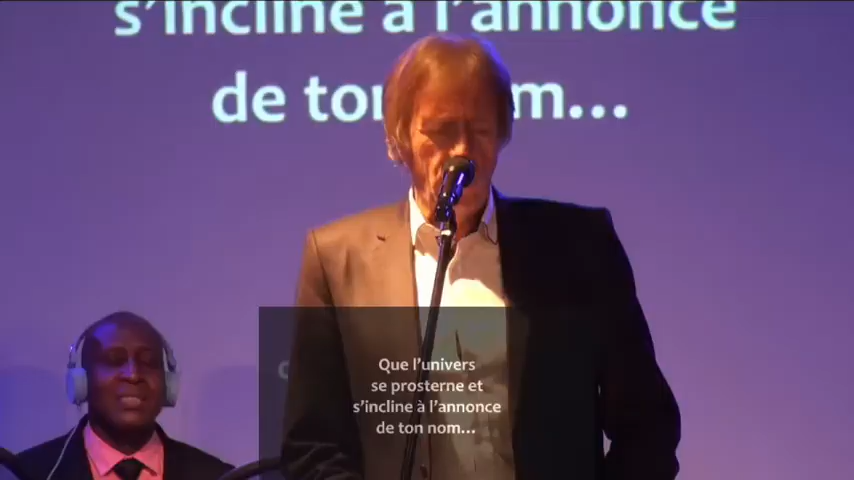 s'incline à l'annonce
de ton nom...
Que l'univers
se prosterne et
s'incline à l'annonce
de ton nom...